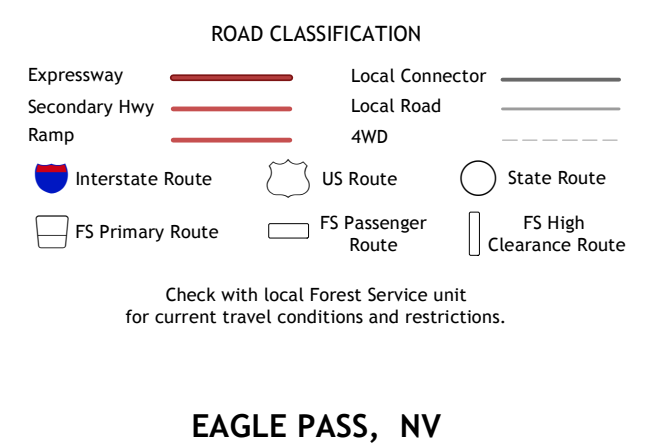 ROAD CLASSIFICATION
Expressway
Local Connector
Secondary Hwy
Local Road
Ramp
4WD
Interstate Route
US Route
State Route
FS Primary Route
FS Passenger
Route
FS High
Clearance Route
Check with local Forest Service unit
for current travel conditions and restrictions.
EAGLE PASS, NV